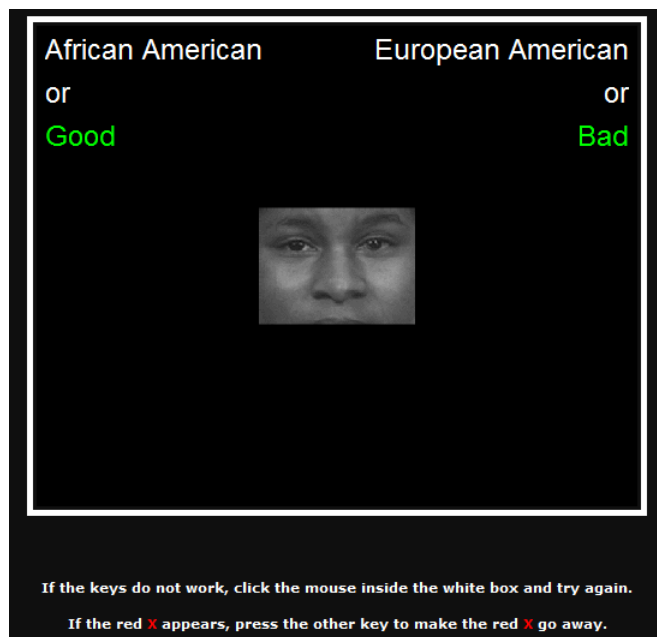 African American
European American
or
or
Good
Bad
If the keys do not work, click the mouse inside the white box and try again.
If the red X appears, press the other key to make the red X go away.